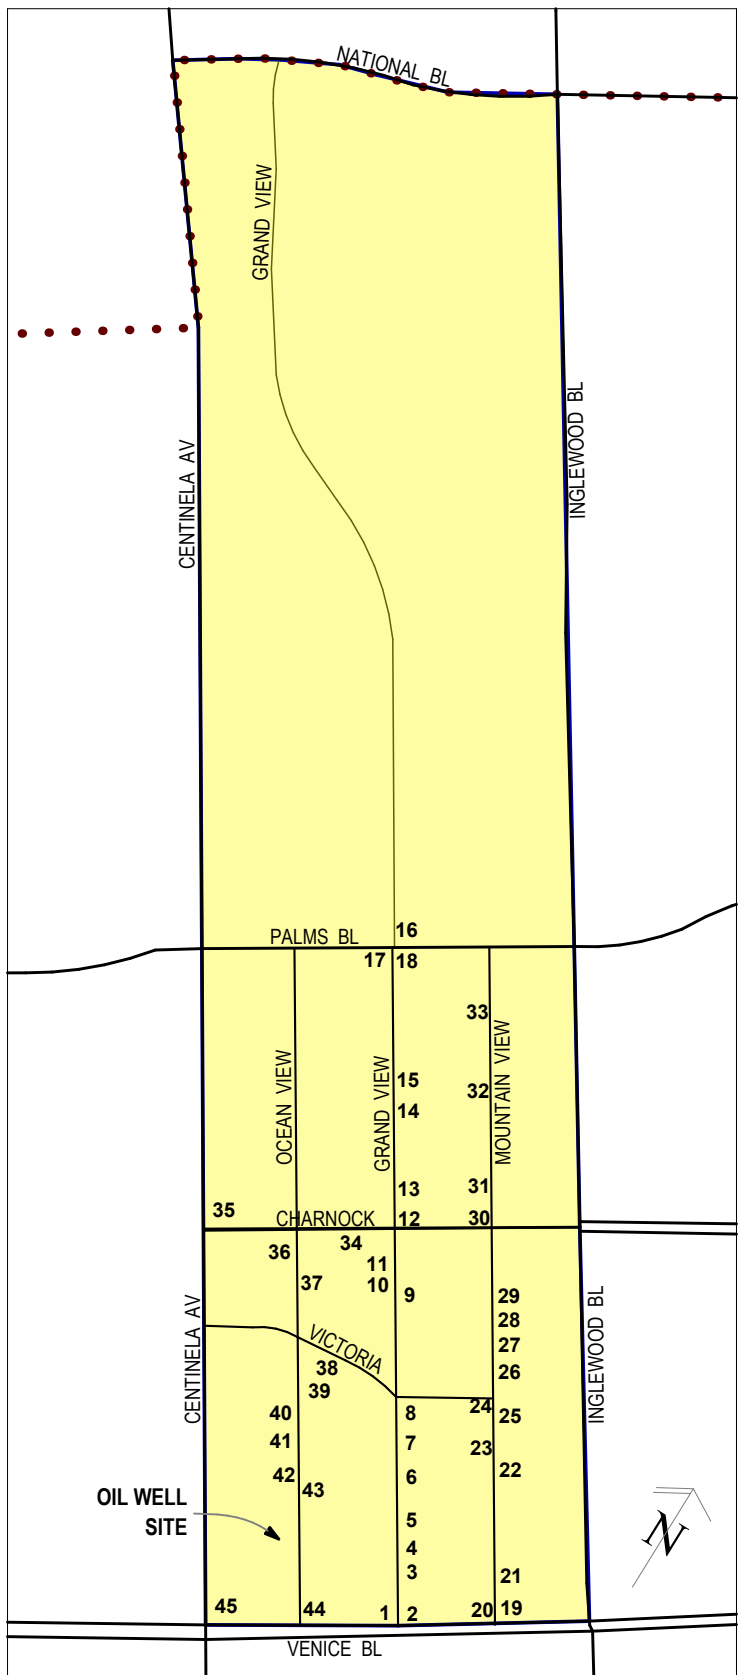 NATIONAL BL
GRAND VIEW
INGLEWOOD BL
CENTINELA AV
16
PALMS BL
17 18
33
15
32
14
OCEAN VIEW
GRAND VIEW
MOUNTAIN VIEW
13
31
35
CHARNOCK
12
30
34
36
11
37
10
9
29
28
VICTORIA
27
38
26
CENTINELA AV
INGLEWOOD BL
39
24
40
8
25
41
7
23
42
6
22
43
OIL WELL
SITE
5
4
3
21
45
44
1
2
20
19
N
VENICE BL